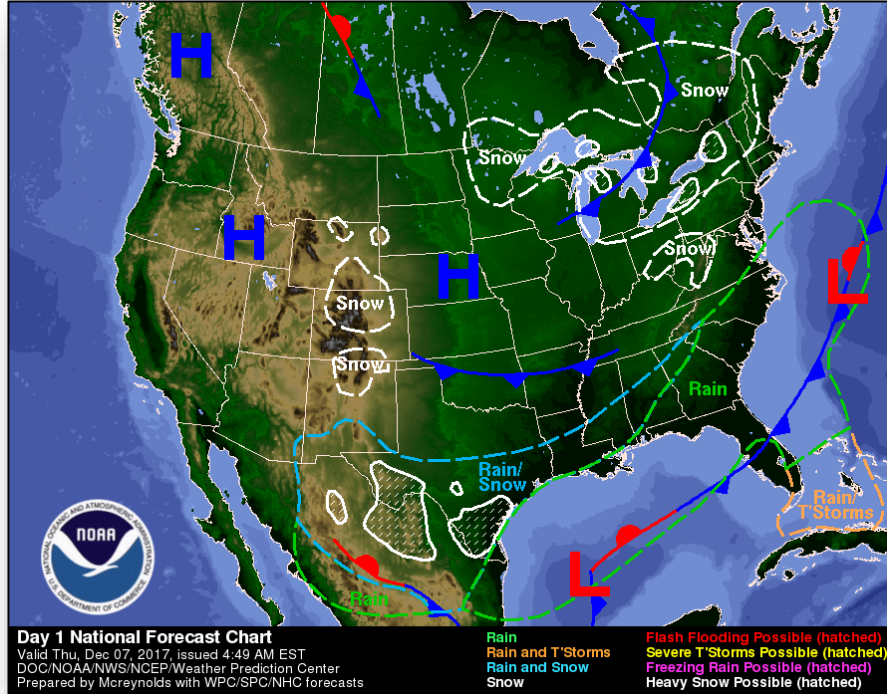 H
Snow
Snow
H
H
Snow
L
Snow
Snow
Rain
Rain/
Snow
Rain/
T'Storms
L
Rain
NATIONAL OCEANIC AND ATMOSPHERIC ADMINISTRATION
NOAA
U.S. DEPARTMENT OF COMMERCE
Day 1 National Forecast Chart
Valid Thu, Dec 07, 2017, issued 4:49 AM EST
DOC/NOAA/NWS/NCEP/Weather Prediction Center
Prepared by Mcreynolds with WPC/SPC/NHC forecasts
Rain
Rain and T'Storms
Rain and Snow
Snow
Flash Flooding Possible (hatched)
Severe T'Storms Possible (hatched)
Freezing Rain Possible (hatched)
Heavy Snow Possible (hatched)